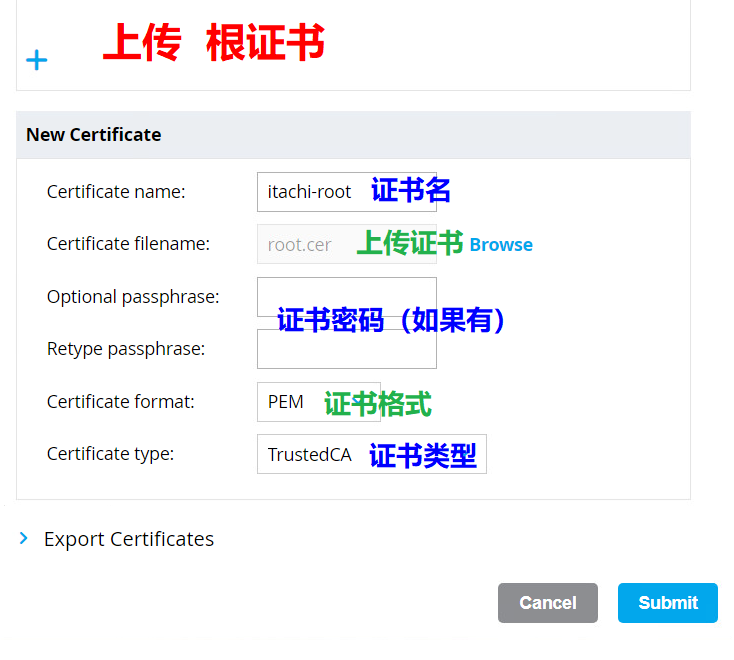 上传 根证书
New Certificate
Certificate name: itachi-root 证书名
Certificate filename: root.cer 上传证书 Browse
Optional passphrase:
证书密码（如果有）
Retype passphrase:
Certificate format: PEM 证书格式
Certificate type: TrustedCA 证书类型
Export Certificates
Cancel Submit